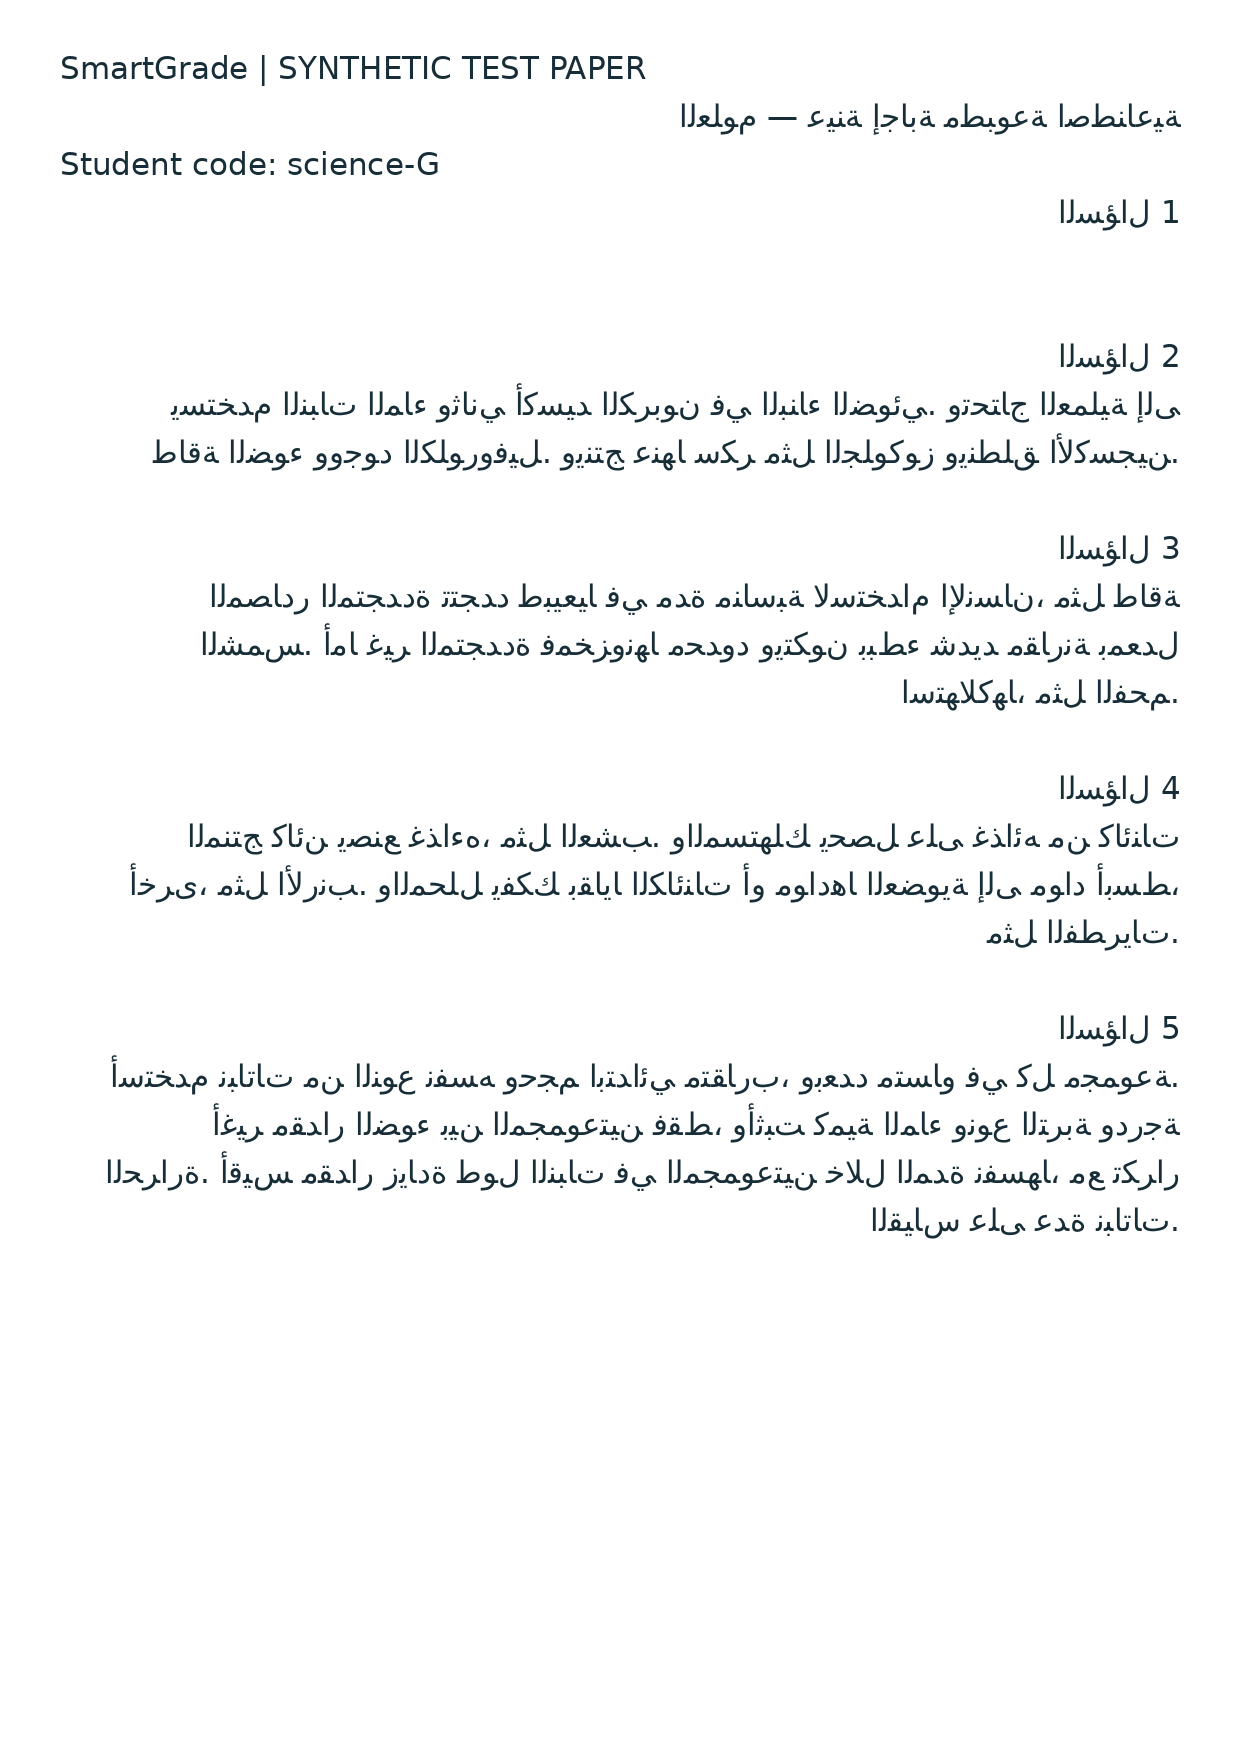 SmartGrade | SYNTHETIC TEST PAPER
العلوم — عينة إجابة مطبوعة اصطناعية
Student code: science-G
السؤال 1
السؤال 2
يستخدم النبات الماء وثاني أكسيد الكربون في البناء الضوئي. وتحتاج العملية إلى
طاقة الضوء ووجود الكلوروفيل. وينتج عنها سكر مثل الجلوكوز وينطلق الأكسجين.
السؤال 3
المصادر المتجددة تتجدد طبيعيا في مدة مناسبة لاستخدام الإنسان، مثل طاقة
الشمس. أما غير المتجددة فمخزونها محدود ويتكون ببطء شديد مقارنة بمعدل
استهلاكها، مثل الفحم.
السؤال 4
المنتج كائن يصنع غذاءه، مثل العشب. والمستهلك يحصل على غذائه من كائنات
أخرى، مثل الأرنب. والمحلل يفكك بقايا الكائنات أو موادها العضوية إلى مواد أبسط،
مثل الفطريات.
السؤال 5
أستخدم نباتات من النوع نفسه وحجم ابتدائي متقارب، وبعدد متساو في كل مجموعة.
أغير مقدار الضوء بين المجموعتين فقط، وأثبت كمية الماء ونوع التربة ودرجة
الحرارة. أقيس مقدار زيادة طول النبات في المجموعتين خلال المدة نفسها، مع تكرار
القياس على عدة نباتات.